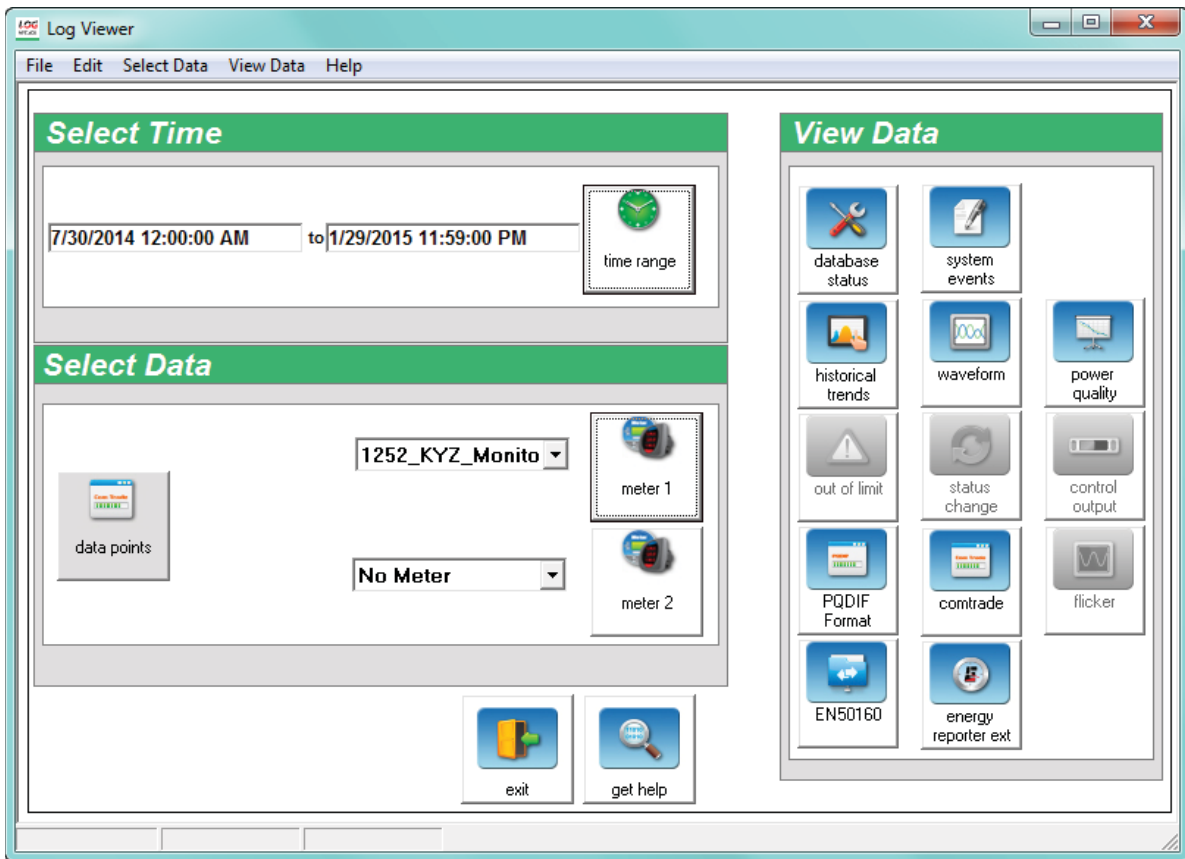 Log Viewer
File Edit Select Data View Data Help
Select Time
7/30/2014 12:00:00 AM to 1/29/2015 11:59:00 PM
time range
Select Data
1252_KYZ_Monito
meter 1
data points
No Meter
meter 2
exit
get help
View Data
database
status
system
events
historical
trends
waveform
power
quality
out of limit
status
change
control
output
PQDIF
Format
comtrade
flicker
EN50160
energy
reporter ext